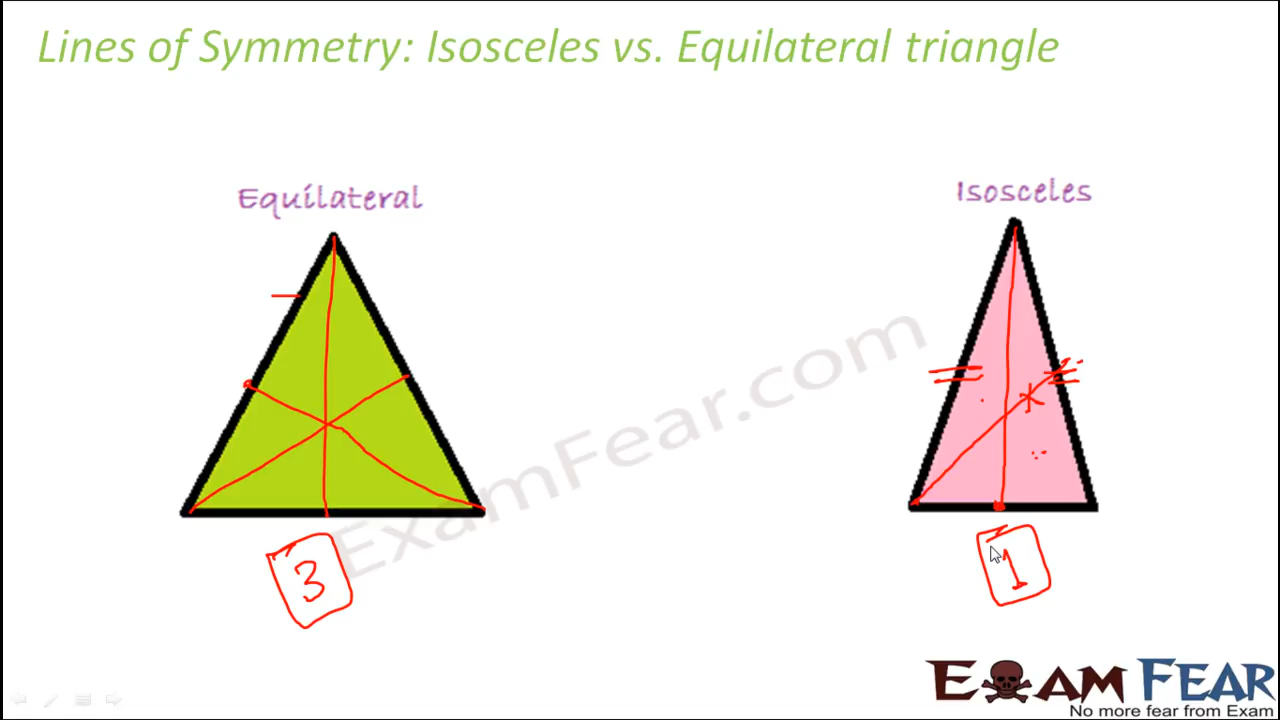 Lines of Symmetry: Isosceles vs. Equilateral triangle
Equilateral
Isosceles
ExamFear.com
3
1
EXAM FEAR
No more fear from Exam